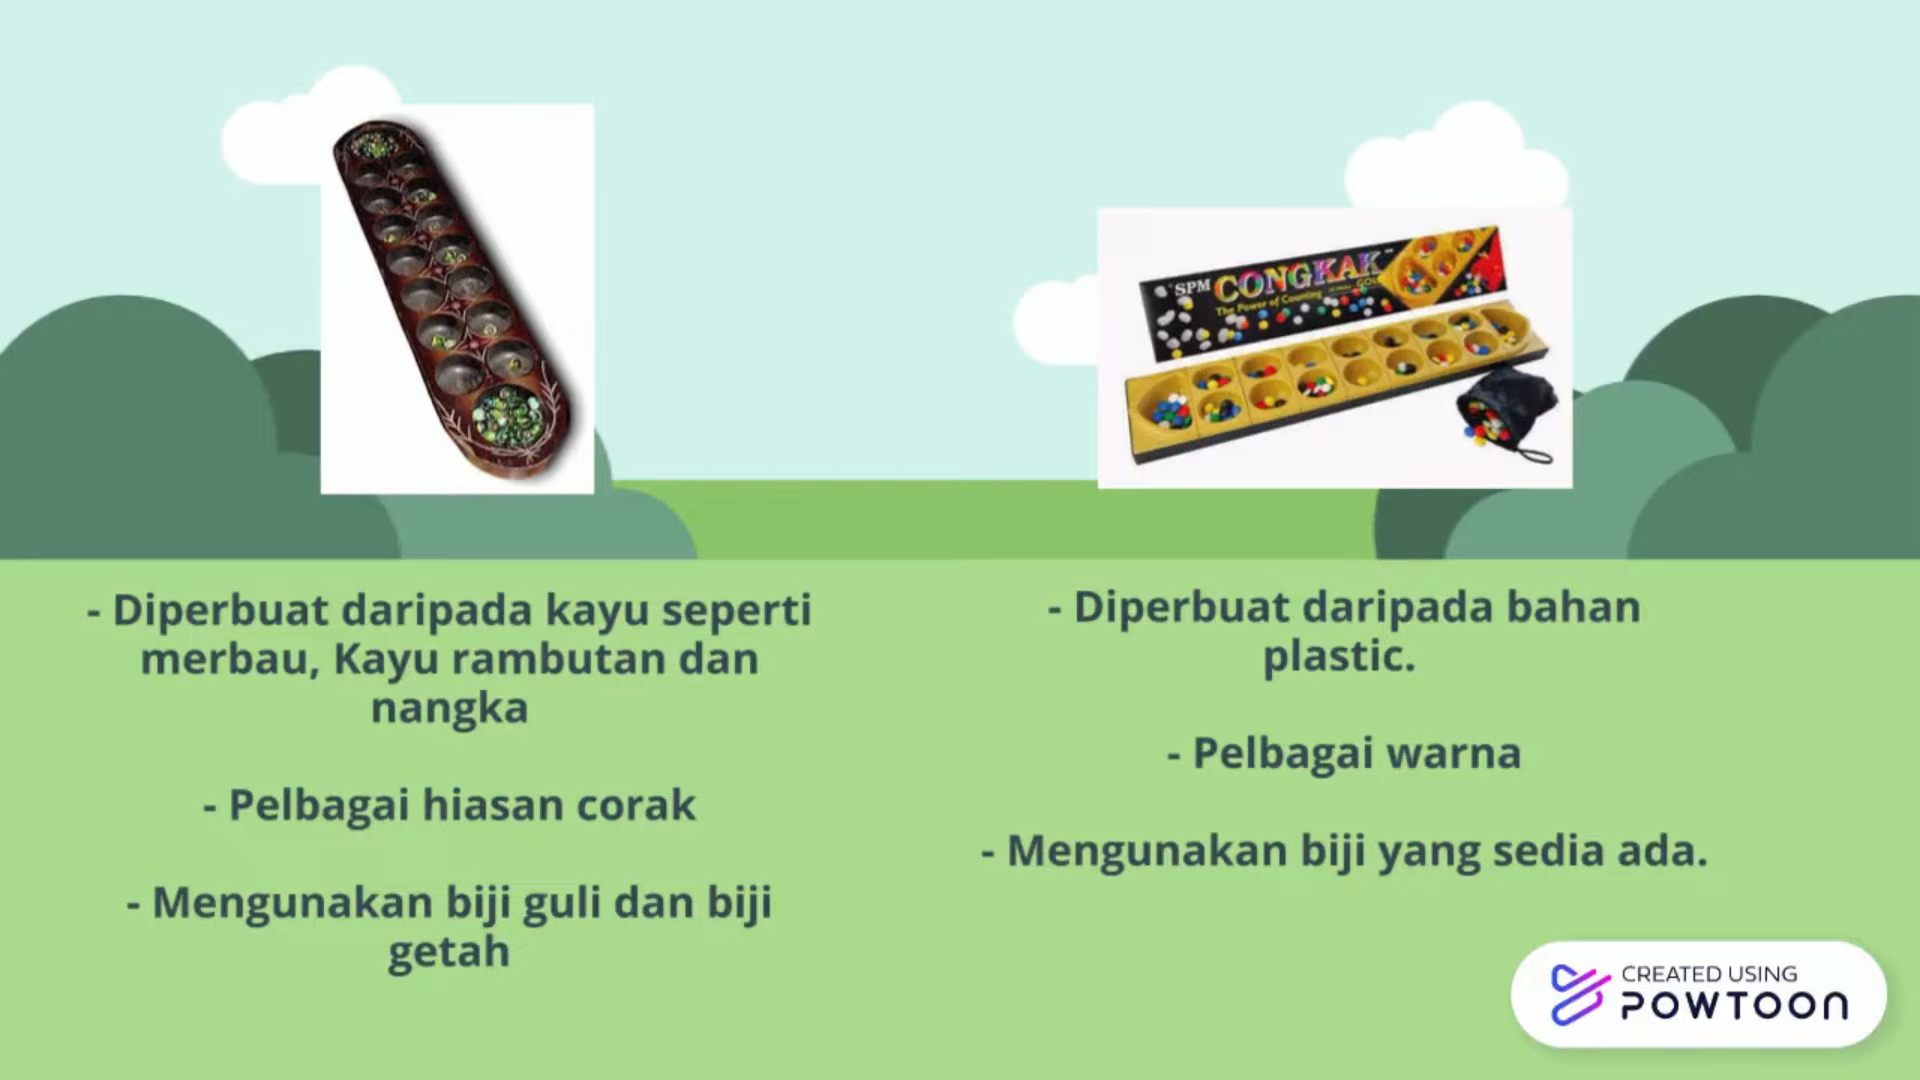 SPM CONGKAK
The Power of Counting
- Diperbuat daripada kayu seperti
merbau, Kayu rambutan dan
nangka
- Pelbagai hiasan corak
- Mengunakan biji guli dan biji
getah
- Diperbuat daripada bahan
plastic.
- Pelbagai warna
- Mengunakan biji yang sedia ada.
CREATED USING
POWTOON